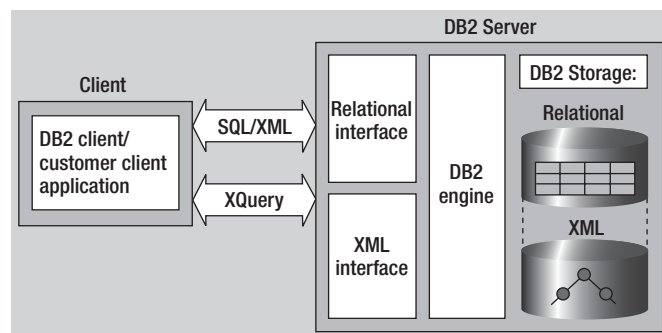 DB2 Server
Client
DB2 client/
customer client
application
SQL/XML
XQuery
Relational
interface
XML
interface
DB2
engine
DB2 Storage:
Relational
XML